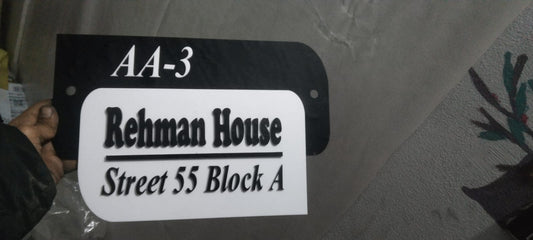 AA-3
Rehman House
Street 55 Block A